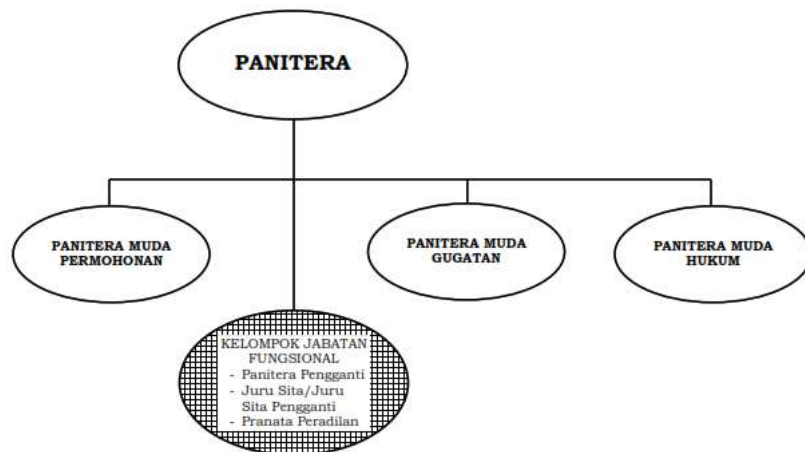 PANITERA
PANITERA MUDA
PERMOHONAN
PANITERA MUDA
GUGATAN
PANITERA MUDA
HUKUM
KELOMPOK JABATAN
FUNGSIONAL
- Panitera Pengganti
- Juru Sita/Juru
Sita Pengganti
- Pranata Peradilan